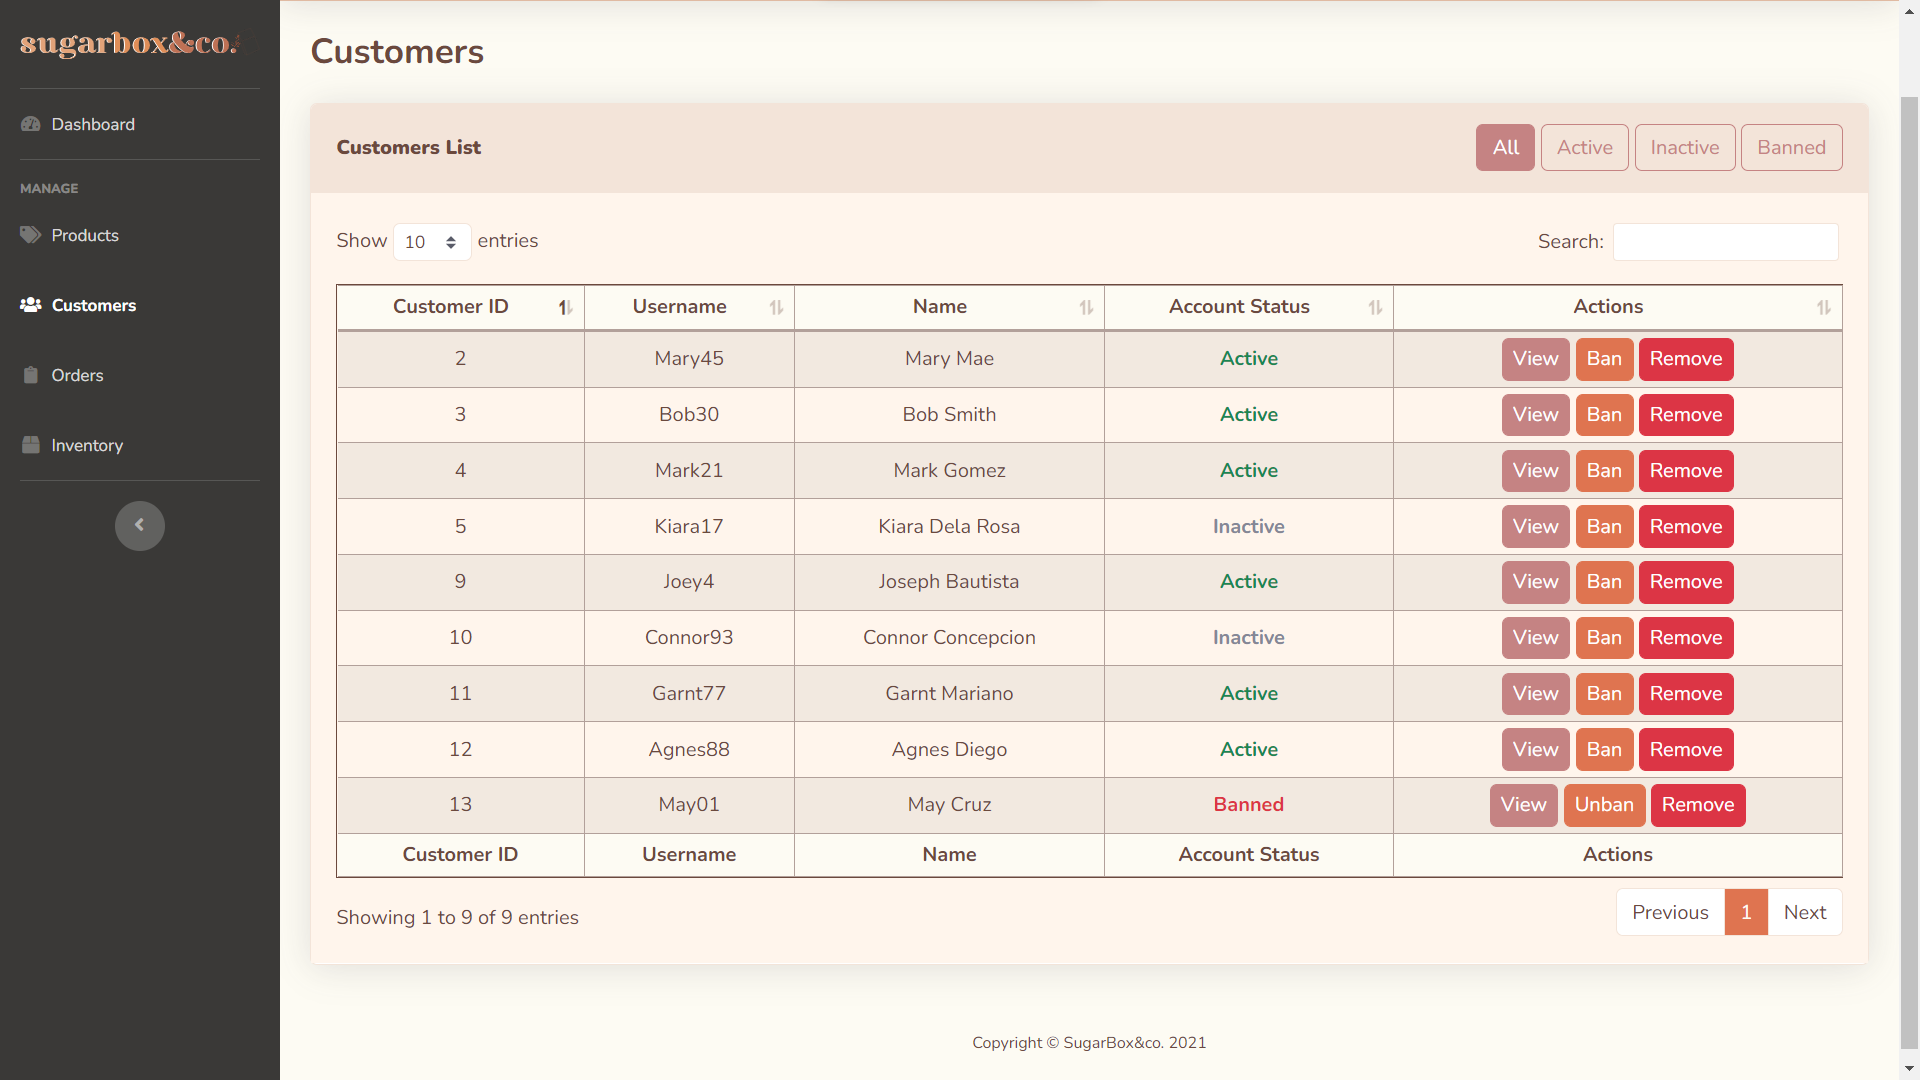 sugarbox&co.
Dashboard
MANAGE
Products
Customers
Orders
Inventory
Customers
Customers List
All Active Inactive Banned
Show 10 entries Search:
Customer ID Username Name Account Status Actions
2 Mary45 Mary Mae Active View Ban Remove
3 Bob30 Bob Smith Active View Ban Remove
4 Mark21 Mark Gomez Active View Ban Remove
5 Kiara17 Kiara Dela Rosa Inactive View Ban Remove
9 Joey4 Joseph Bautista Active View Ban Remove
10 Connor93 Connor Concepcion Inactive View Ban Remove
11 Garnt77 Garnt Mariano Active View Ban Remove
12 Agnes88 Agnes Diego Active View Ban Remove
13 May01 May Cruz Banned View Unban Remove
Customer ID Username Name Account Status Actions
Showing 1 to 9 of 9 entries Previous 1 Next
Copyright © SugarBox&co. 2021